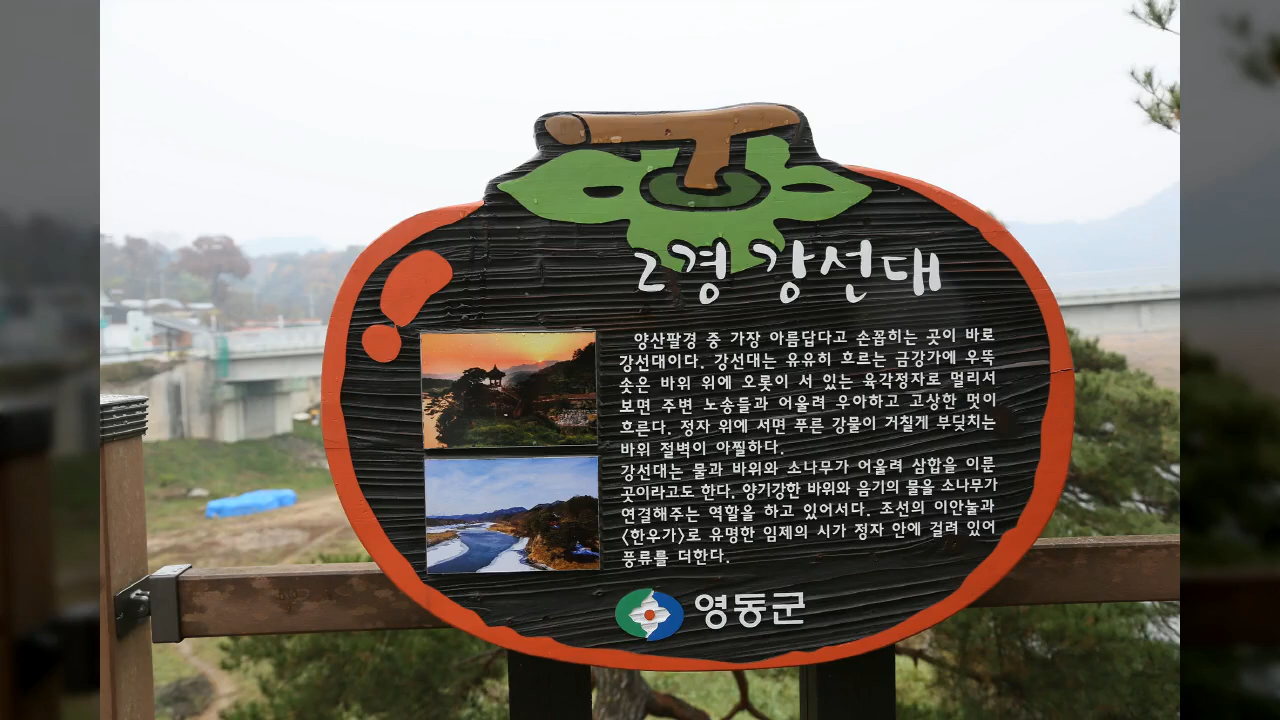 2경 강선대
양산팔경 중 가장 아름답다고 손꼽히는 곳이 바로
강선대이다. 강선대는 유유히 흐르는 금강가에 우뚝
솟은 바위 위에 오롯이 서 있는 육각정자로 멀리서
보면 주변 노송들과 어울려 우아하고 고상한 멋이
흐른다. 정자 위에 서면 푸른 강물이 거칠게 부딪치는
바위 절벽이 아찔하다.
강선대는 물과 바위와 소나무가 어울려 삼합을 이룬
곳이라고도 한다. 양기강한 바위와 음기의 물을 소나무가
연결해주는 역할을 하고 있어서다. 조선의 이안눌과
<한우가>로 유명한 임제의 시가 정자 안에 걸려 있어
풍류를 더한다.
영동군